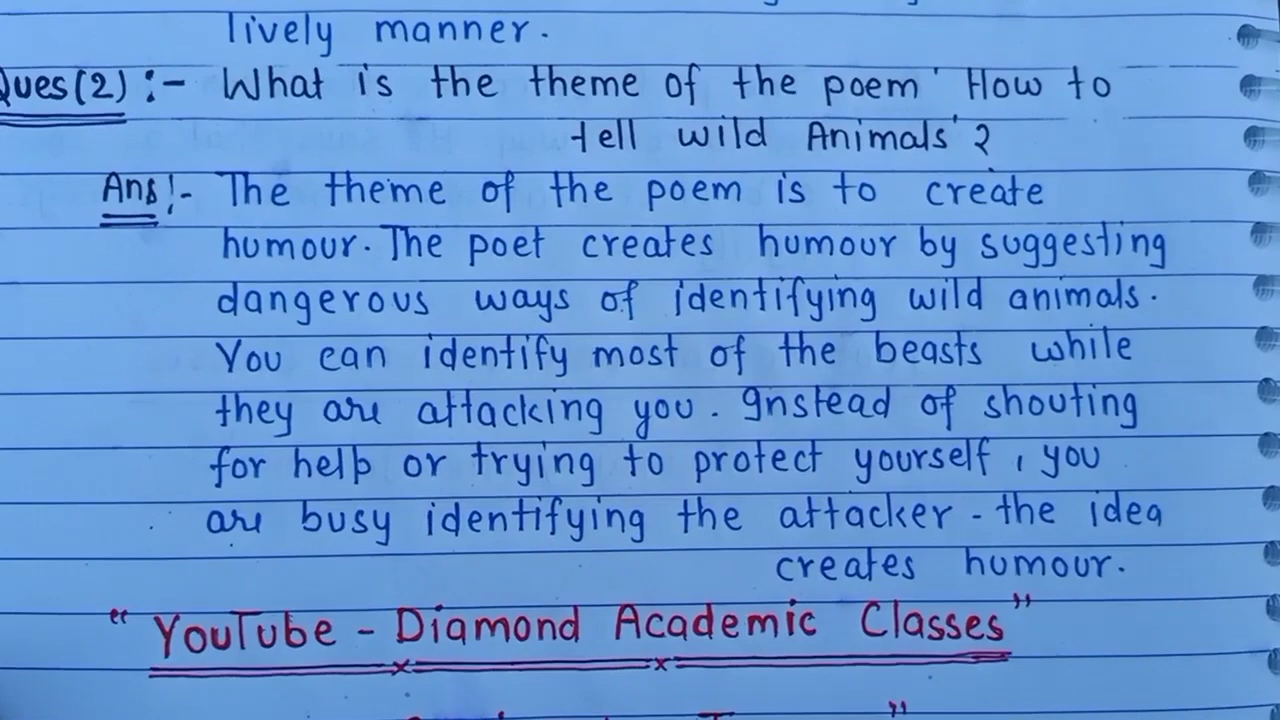 lively manner.
Ques(2) :- What is the theme of the poem 'How to
tell wild Animals'?
Ans:- The theme of the poem is to create
humour. The poet creates humour by suggesting
dangerous ways of identifying wild animals.
You can identify most of the beasts while
they are attacking you. Instead of shouting
for help or trying to protect yourself, you
are busy identifying the attacker - the idea
creates humour.
"YouTube - Diamond Academic Classes"